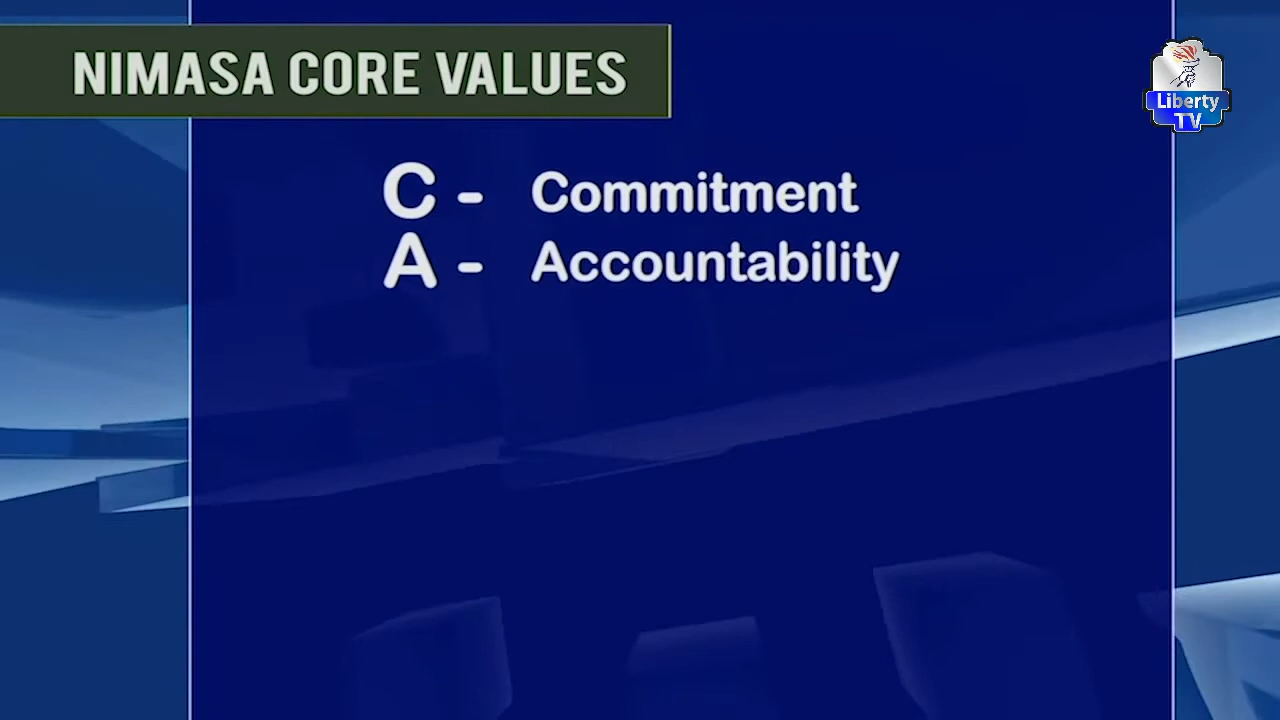 NIMASA CORE VALUES
Liberty
TV
C - Commitment
A - Accountability